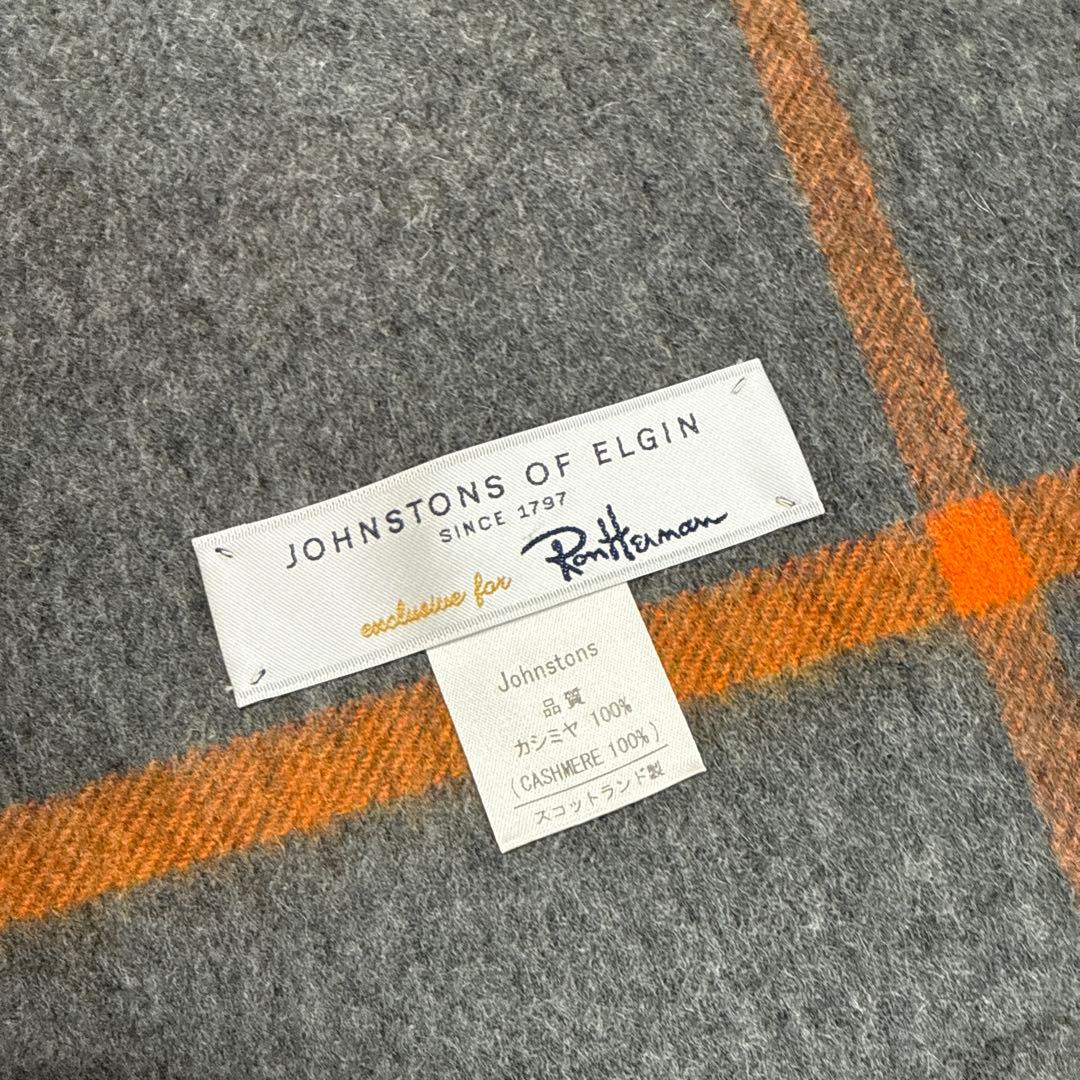 JOHNSTONS OF ELGIN
SINCE 1797
exclusive for Ron Herman
Johnstons
品質
カシミヤ 100%
(CASHMERE 100%)
スコットランド製